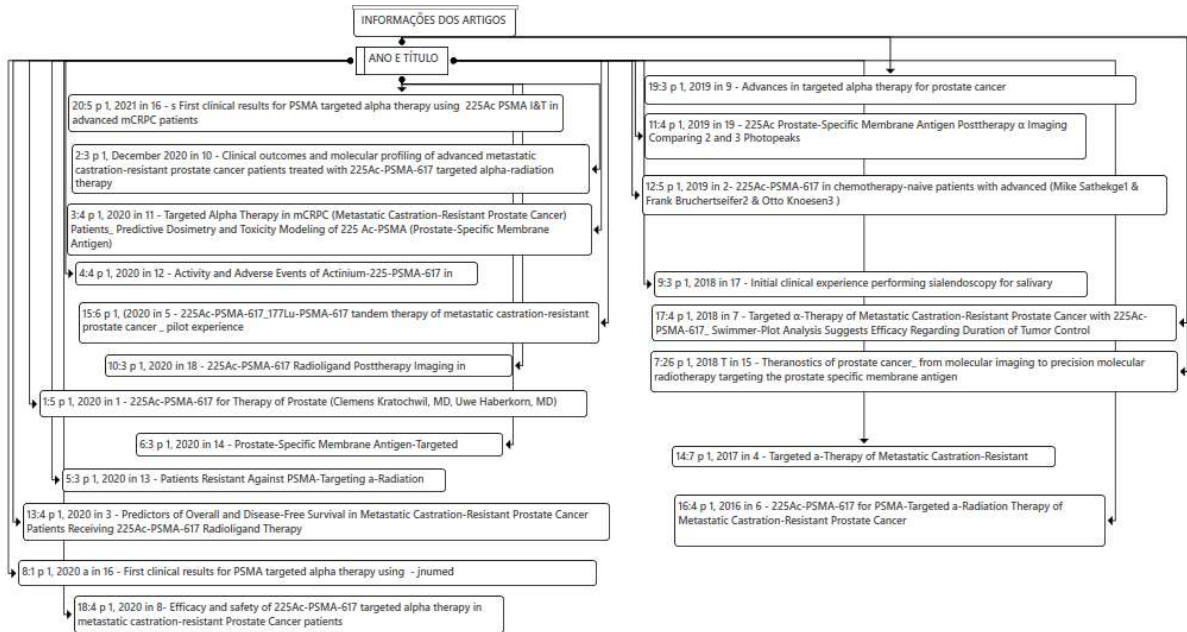 INFORMAÇÕES DOS ARTIGOS
ANO E TÍTULO
20:5 p 1, 2021 in 16 - s First clinical results for PSMA targeted alpha therapy using 225Ac PSMA I&T in
advanced mCRPC patients
2:3 p 1, December 2020 in 10 - Clinical outcomes and molecular profiling of advanced metastatic
castration-resistant prostate cancer patients treated with 225Ac-PSMA-617 targeted alpha-radiation
therapy
3:4 p 1, 2020 in 11 - Targeted Alpha Therapy in mCRPC (Metastatic Castration-Resistant Prostate Cancer)
Patients_ Predictive Dosimetry and Toxicity Modeling of 225 Ac-PSMA (Prostate-Specific Membrane
Antigen)
4:4 p 1, 2020 in 12 - Activity and Adverse Events of Actinium-225-PSMA-617 in
15:6 p 1, (2020 in 5 - 225Ac-PSMA-617_177Lu-PSMA-617 tandem therapy of metastatic castration-resistant
prostate cancer _ pilot experience
10:3 p 1, 2020 in 18 - 225Ac-PSMA-617 Radioligand Posttherapy Imaging in
1:5 p 1, 2020 in 1 - 225Ac-PSMA-617 for Therapy of Prostate (Clemens Kratochwil, MD, Uwe Haberkorn, MD)
6:3 p 1, 2020 in 14 - Prostate-Specific Membrane Antigen-Targeted
5:3 p 1, 2020 in 13 - Patients Resistant Against PSMA-Targeting a-Radiation
13:4 p 1, 2020 in 3 - Predictors of Overall and Disease-Free Survival in Metastatic Castration-Resistant Prostate Cancer
Patients Receiving 225Ac-PSMA-617 Radioligand Therapy
8:1 p 1, 2020 a in 16 - First clinical results for PSMA targeted alpha therapy using - jnumed
18:4 p 1, 2020 in 8- Efficacy and safety of 225Ac-PSMA-617 targeted alpha therapy in
metastatic castration-resistant Prostate Cancer patients
19:3 p 1, 2019 in 9 - Advances in targeted alpha therapy for prostate cancer
11:4 p 1, 2019 in 19 - 225Ac Prostate-Specific Membrane Antigen Posttherapy α Imaging
Comparing 2 and 3 Photopeaks
12:5 p 1, 2019 in 2- 225Ac-PSMA-617 in chemotherapy-naive patients with advanced (Mike Sathekge1 &
Frank Bruchertseifer2 & Otto Knoesen3 )
9:3 p 1, 2018 in 17 - Initial clinical experience performing sialendoscopy for salivary
17:4 p 1, 2018 in 7 - Targeted α-Therapy of Metastatic Castration-Resistant Prostate Cancer with 225Ac-
PSMA-617_ Swimmer-Plot Analysis Suggests Efficacy Regarding Duration of Tumor Control
7:26 p 1, 2018 T in 15 - Theranostics of prostate cancer_ from molecular imaging to precision molecular
radiotherapy targeting the prostate specific membrane antigen
14:7 p 1, 2017 in 4 - Targeted a-Therapy of Metastatic Castration-Resistant
16:4 p 1, 2016 in 6 - 225Ac-PSMA-617 for PSMA-Targeted a-Radiation Therapy of
Metastatic Castration-Resistant Prostate Cancer